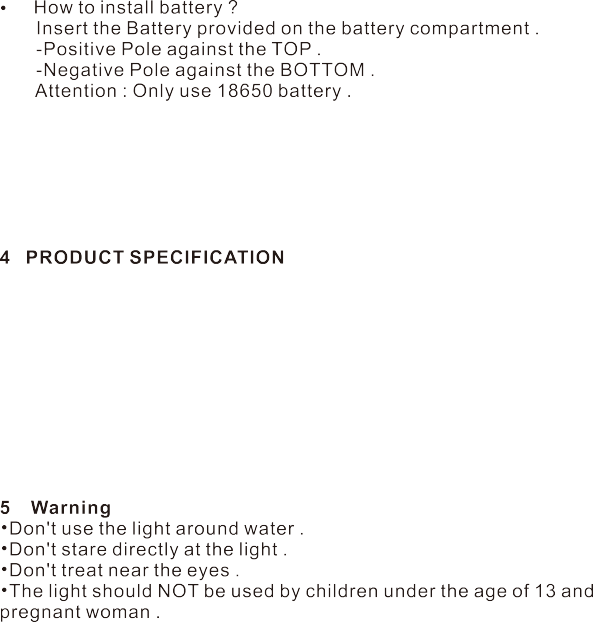 • How to install battery ?
Insert the Battery provided on the battery compartment .
-Positive Pole against the TOP .
-Negative Pole against the BOTTOM .
Attention : Only use 18650 battery .
4 PRODUCT SPECIFICATION
5 Warning
•Don't use the light around water .
•Don't stare directly at the light .
•Don't treat near the eyes .
•The light should NOT be used by children under the age of 13 and
pregnant woman .